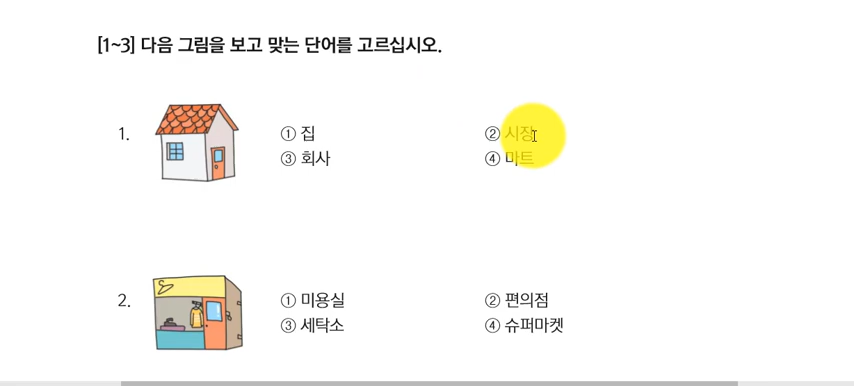 [1~3] 다음 그림을 보고 맞는 단어를 고르십시오.
1. ① 집 ② 시장
③ 회사 ④ 마트
2. ① 미용실 ② 편의점
③ 세탁소 ④ 슈퍼마켓